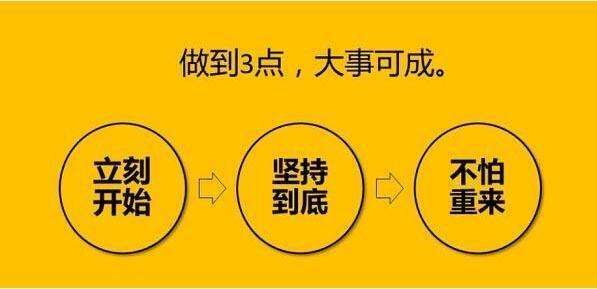 做到3点，大事可成。
立刻
开始
坚持
到底
不怕
重来